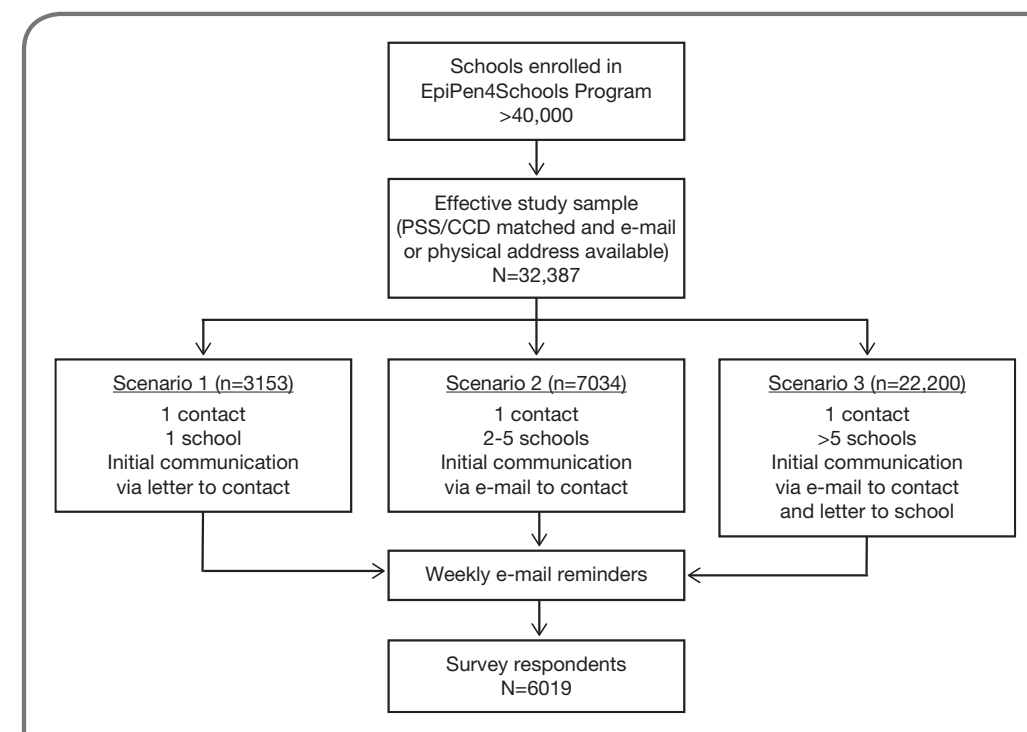 Schools enrolled in
EpiPen4Schools Program
>40,000
Effective study sample
(PSS/CCD matched and e-mail
or physical address available)
N=32,387
Scenario 1 (n=3153)
1 contact
1 school
Initial communication
via letter to contact
Scenario 2 (n=7034)
1 contact
2-5 schools
Initial communication
via e-mail to contact
Scenario 3 (n=22,200)
1 contact
>5 schools
Initial communication
via e-mail to contact
and letter to school
Weekly e-mail reminders
Survey respondents
N=6019